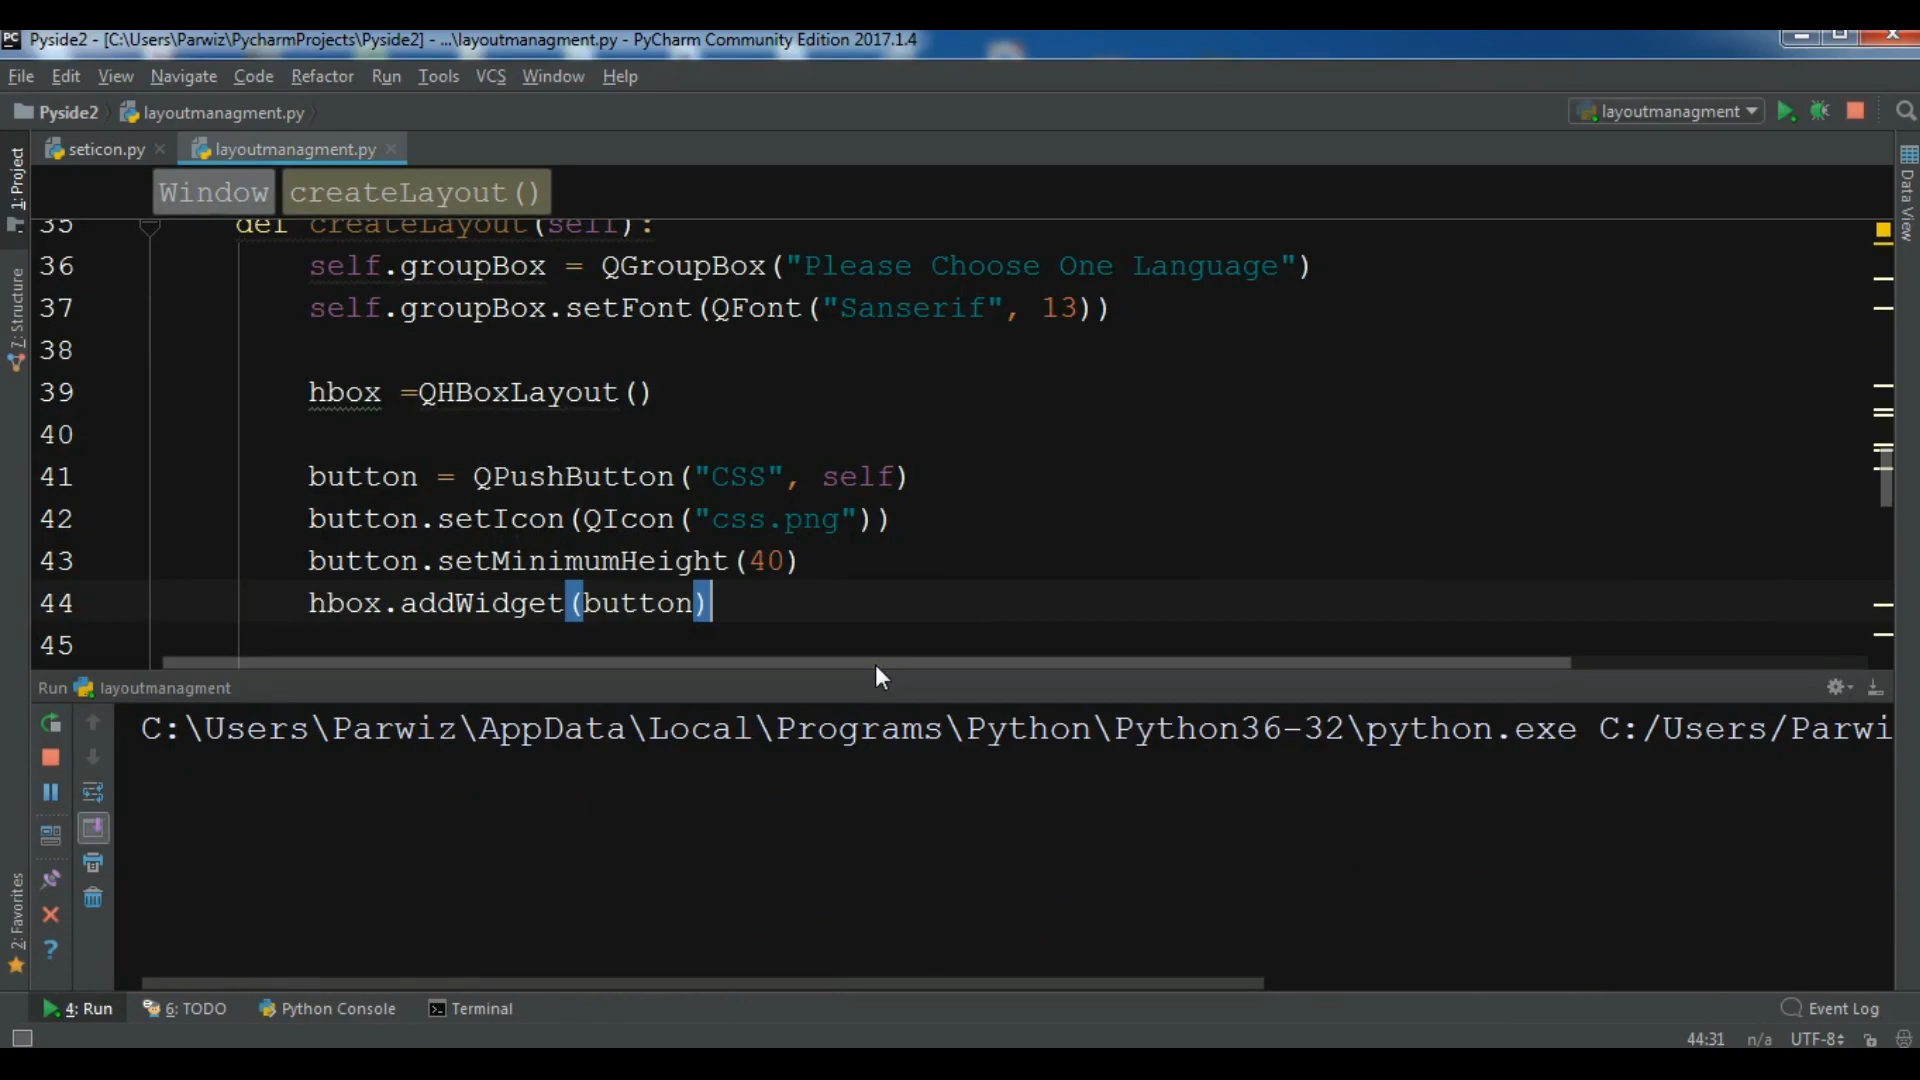 PC Pyside2 - [C:\Users\Parwiz\PycharmProjects\Pyside2] - ...\layoutmanagment.py - PyCharm Community Edition 2017.1.4
File Edit View Navigate Code Refactor Run Tools VCS Window Help
Pyside2 layoutmanagment.py layoutmanagment
seticon.py layoutmanagment.py
1: Project
7: Structure
2: Favorites
Data View
Window createLayout()
35 def createLayout(self):
36 self.groupBox = QGroupBox("Please Choose One Language")
37 self.groupBox.setFont(QFont("Sanserif", 13))
38
39 hbox =QHBoxLayout()
40
41 button = QPushButton("CSS", self)
42 button.setIcon(QIcon("css.png"))
43 button.setMinimumHeight(40)
44 hbox.addWidget(button)
45
Run layoutmanagment
C:\Users\Parwiz\AppData\Local\Programs\Python\Python36-32\python.exe C:/Users/Parwi
4: Run 6: TODO Python Console Terminal Event Log
44:31 n/a UTF-8